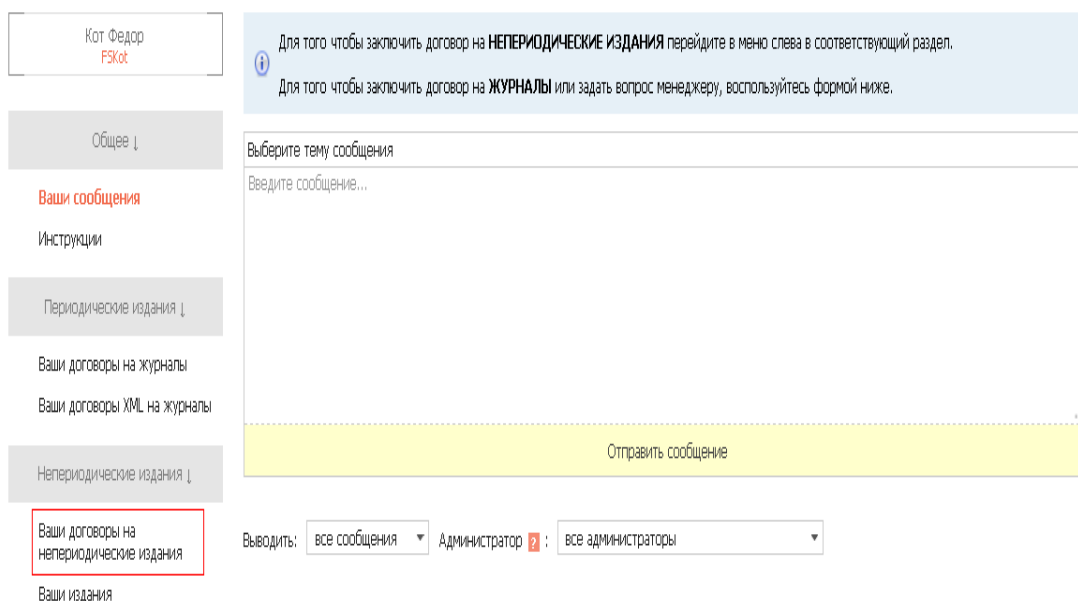 Кот Федор
FSKot
Для того чтобы заключить договор на НЕПЕРИОДИЧЕСКИЕ ИЗДАНИЯ перейдите в меню слева в соответствующий раздел.
Для того чтобы заключить договор на ЖУРНАЛЫ или задать вопрос менеджеру, воспользуйтесь формой ниже.
Общее ↓
Ваши сообщения
Инструкции
Периодические издания ↓
Ваши договоры на журналы
Ваши договоры XML на журналы
Непериодические издания ↓
Ваши договоры на
непериодические издания
Ваши издания
Выберите тему сообщения
Введите сообщение...
Отправить сообщение
Выводить: все сообщения Администратор ? : все администраторы